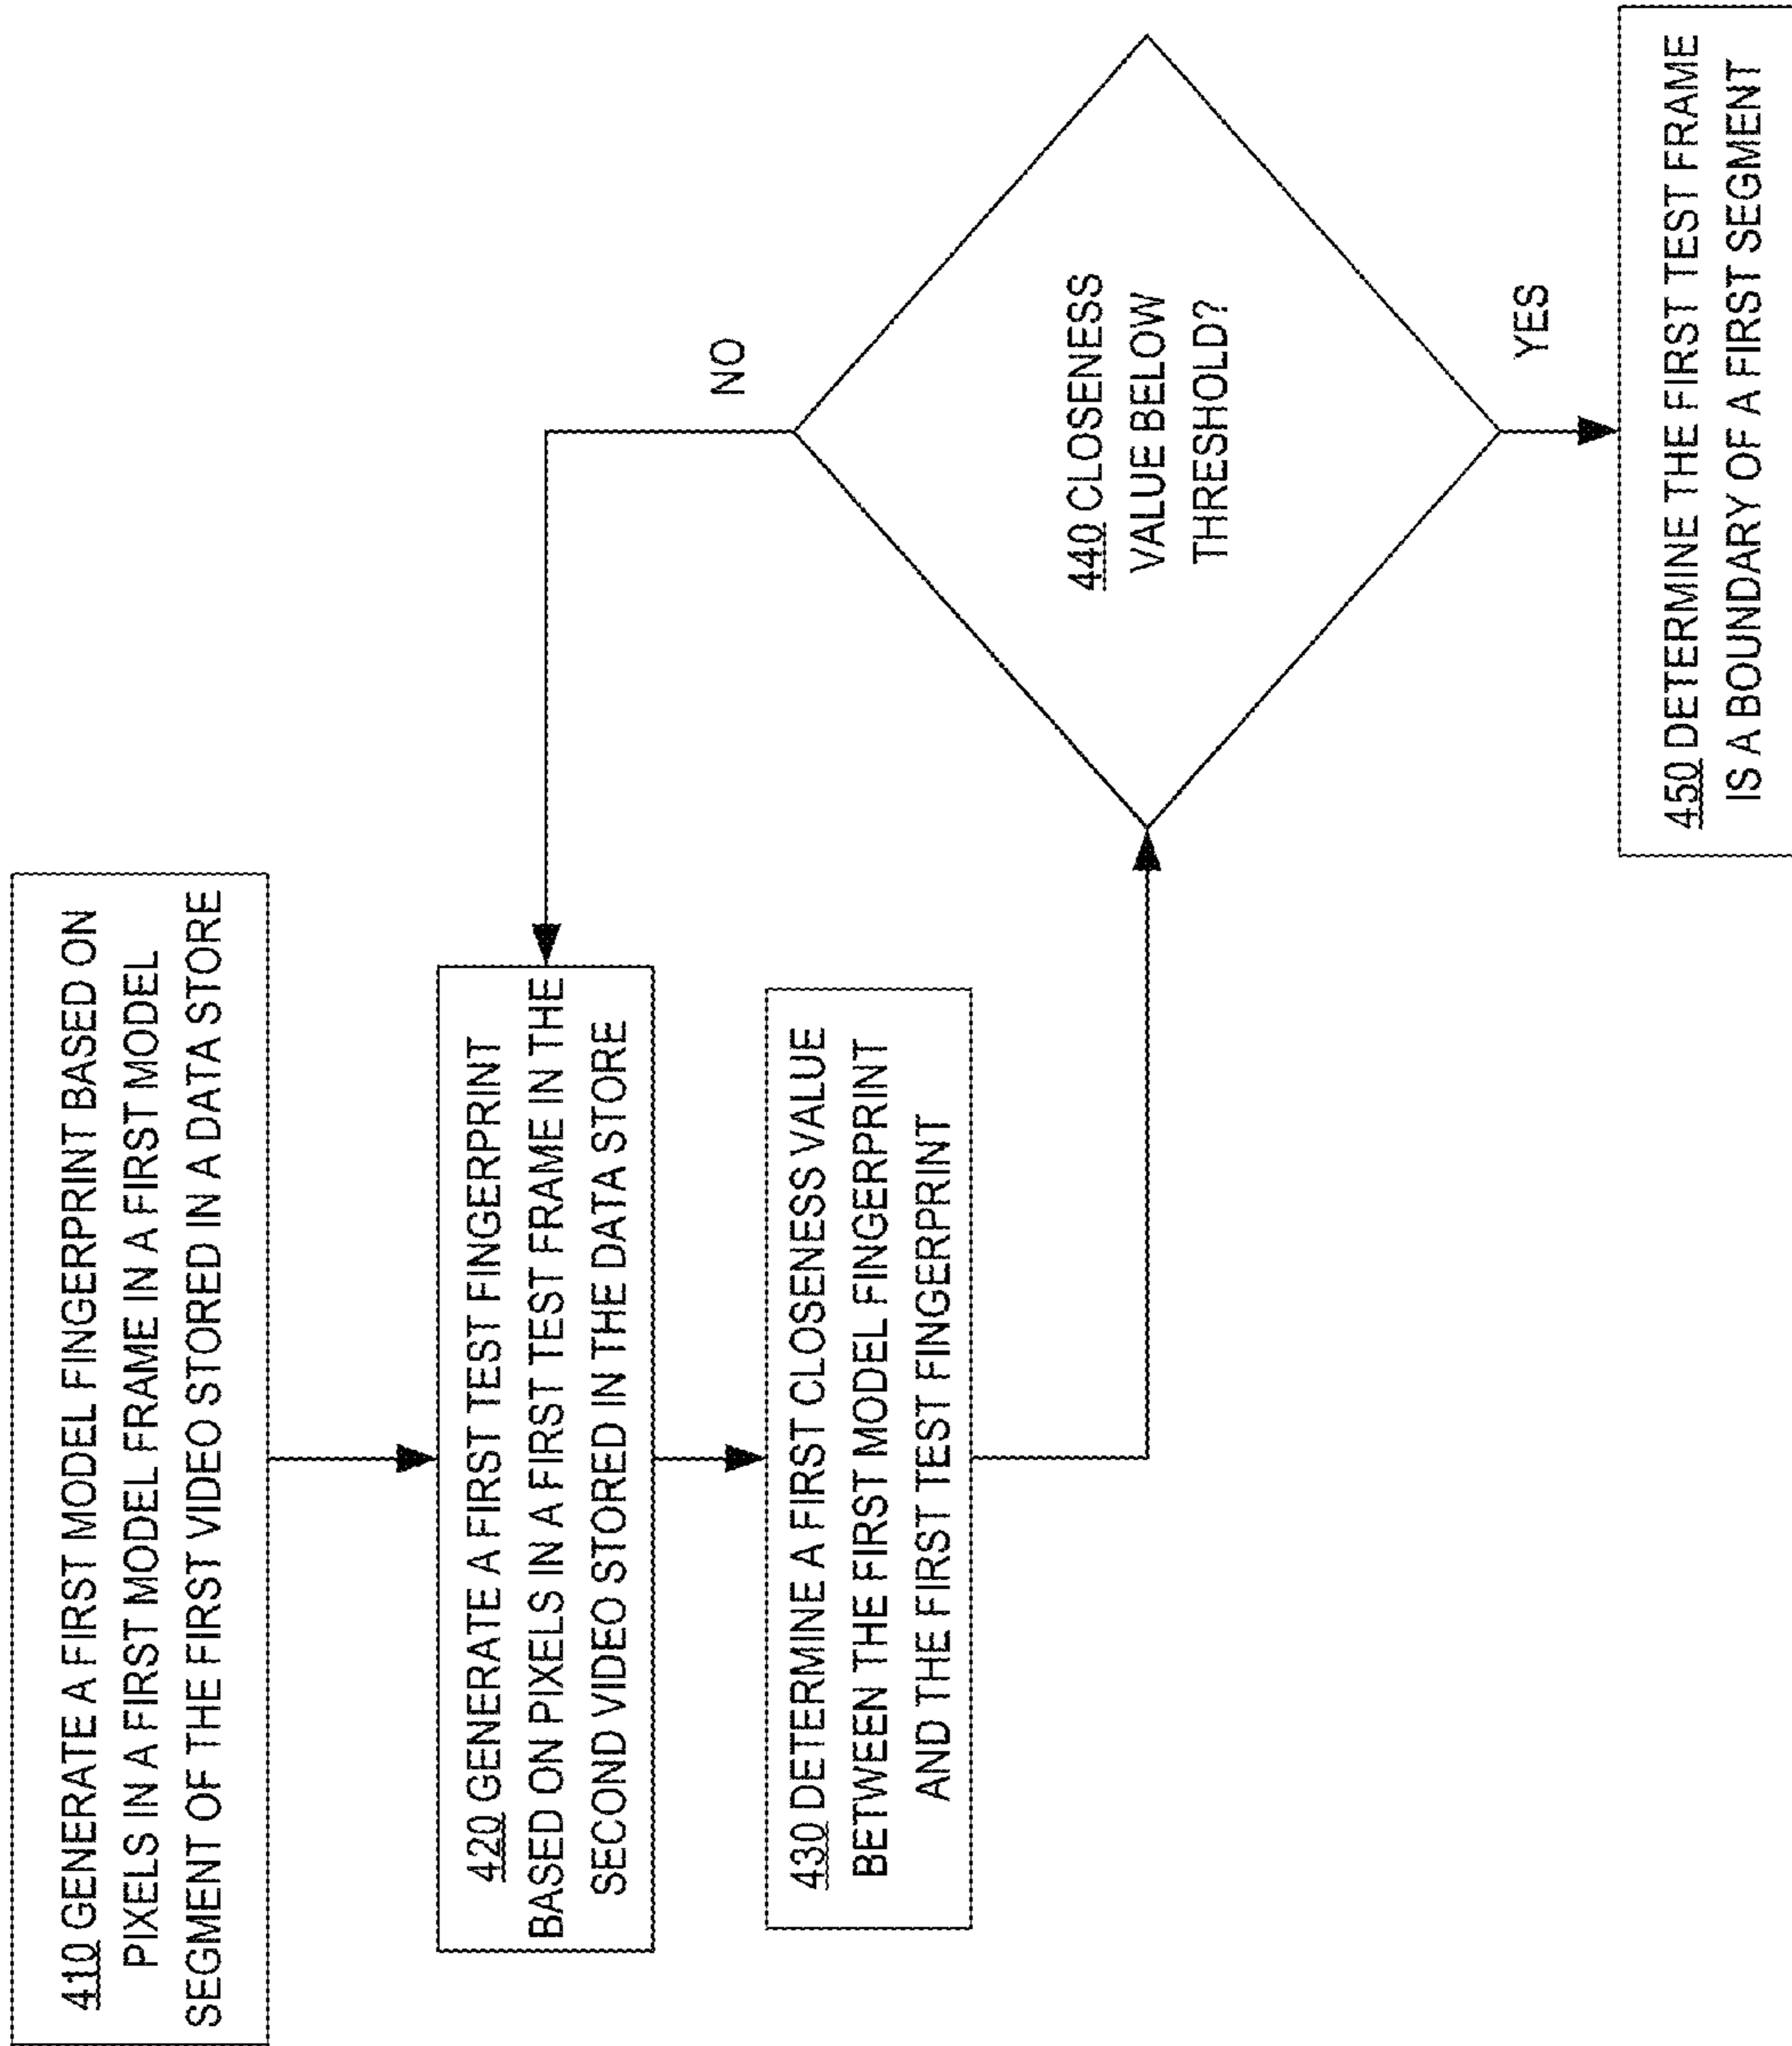 410 GENERATE A FIRST MODEL FINGERPRINT BASED ON
PIXELS IN A FIRST MODEL FRAME IN A FIRST MODEL
SEGMENT OF THE FIRST VIDEO STORED IN A DATA STORE
420 GENERATE A FIRST TEST FINGERPRINT
BASED ON PIXELS IN A FIRST TEST FRAME IN THE
SECOND VIDEO STORED IN THE DATA STORE
430 DETERMINE A FIRST CLOSENESS VALUE
BETWEEN THE FIRST MODEL FINGERPRINT
AND THE FIRST TEST FINGERPRINT
NO
440 CLOSENESS
VALUE BELOW
THRESHOLD?
YES
450 DETERMINE THE FIRST TEST FRAME
IS A BOUNDARY OF A FIRST SEGMENT